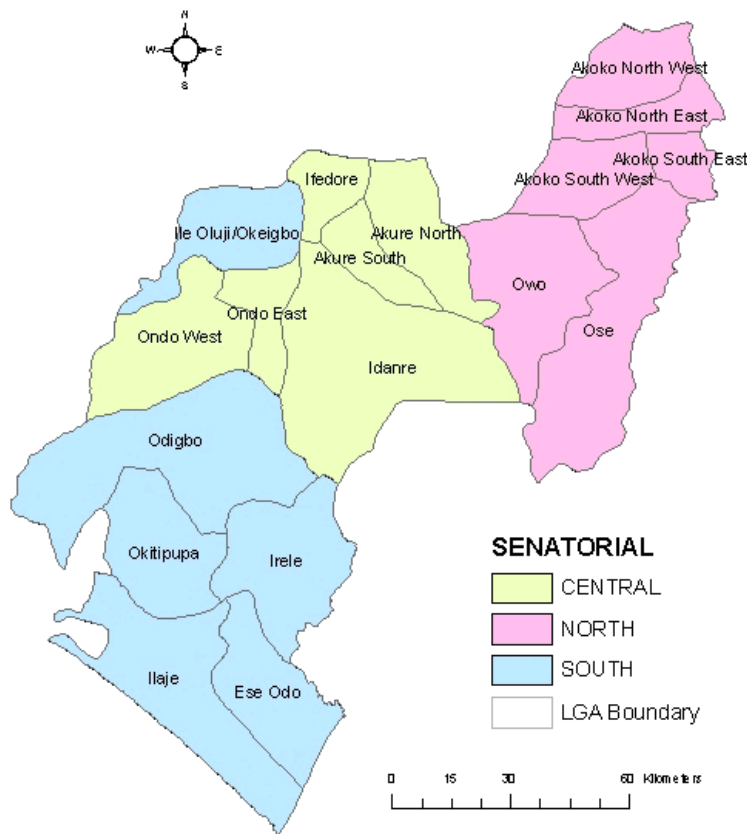 N
W E
S
Akoko North West
Akoko North East
Akoko South East
Akoko South West
Ifedore
Ile Oluji/Okeigbo
Akure North
Akure South
Owo
Ondo East
Ondo West
Ose
Idanre
Odigbo
Okitipupa
Irele
Ilaje
Ese Odo
SENATORIAL
CENTRAL
NORTH
SOUTH
LGA Boundary
0 15 30 60 Kilometers